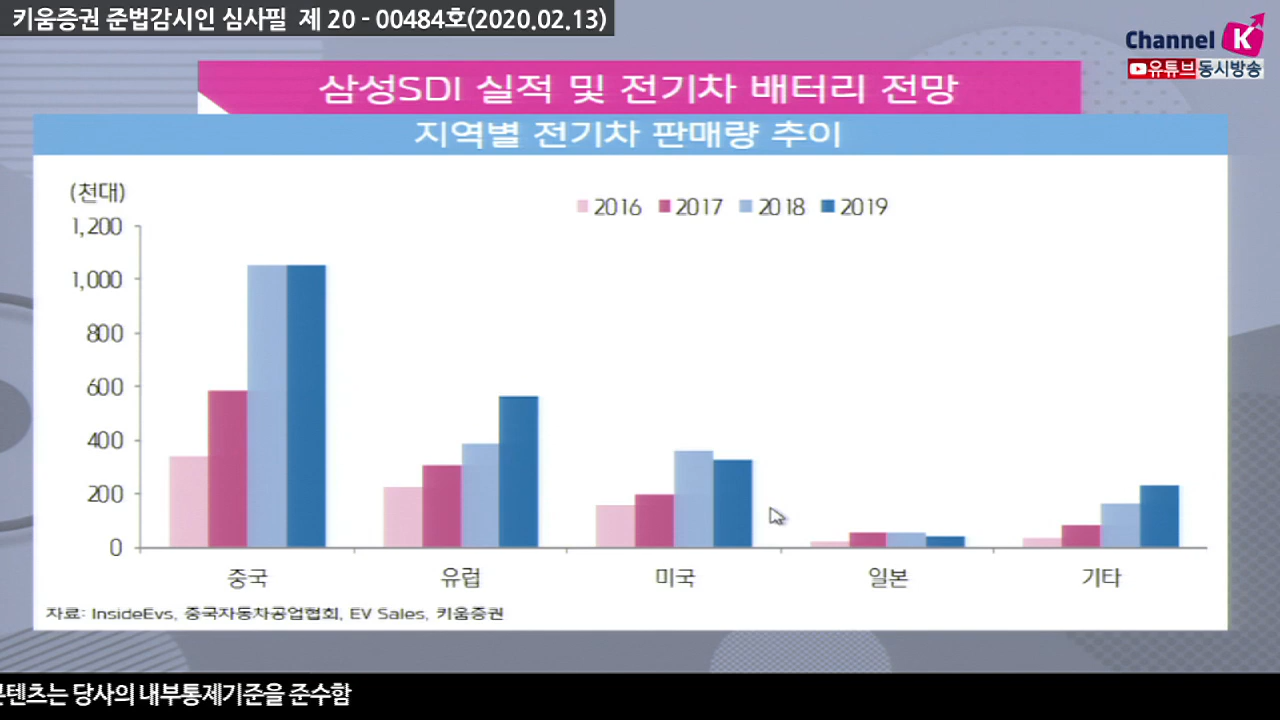 키움증권 준법감시인 심사필 제 20 - 00484호(2020.02.13)
Channel K
유튜브동시방송
삼성SDI 실적 및 전기차 배터리 전망
지역별 전기차 판매량 추이
(천대)
2016 2017 2018 2019
1,200
1,000
800
600
400
200
0
중국 유럽 미국 일본 기타
자료: InsideEvs, 중국자동차공업협회, EV Sales, 키움증권
콘텐츠는 당사의 내부통제기준을 준수함